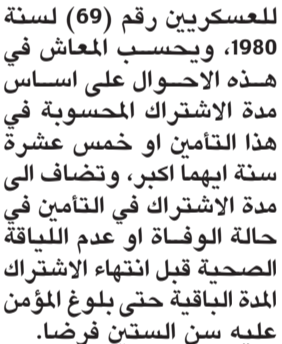 للعسكريين رقم (69) لسنة
1980، ويحسب المعاش في
هذه الاحوال على اساس
مدة الاشتراك المحسوبة في
هذا التأمين او خمس عشرة
سنة ايهما اكبر، وتضاف الى
مدة الاشتراك في التأمين في
حالة الوفاة او عدم اللياقة
الصحية قبل انتهاء الاشتراك
المدة الباقية حتى بلوغ المؤمن
عليه سن الستين فرضا.